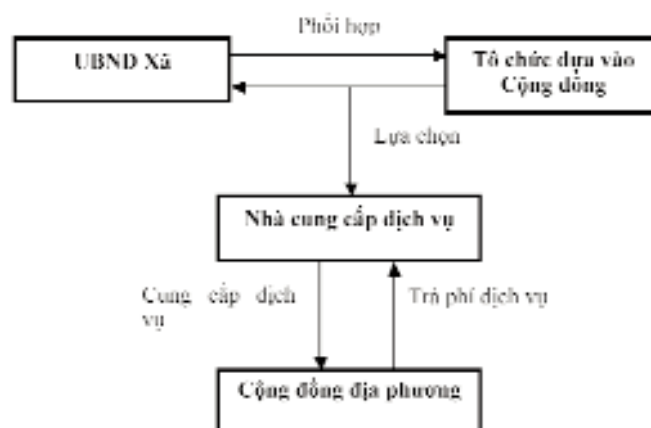 Phối hợp
UBND Xã
Tổ chức dựa vào
Cộng đồng
Lựa chọn
Nhà cung cấp dịch vụ
Cung cấp dịch
vụ
Trả phí dịch vụ
Cộng đồng địa phương